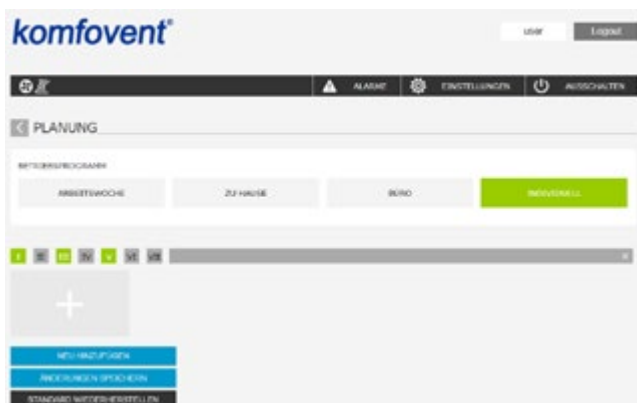 komfovent®
user Logout
ALARME EINSTELLUNGEN AUSSCHALTEN
PLANUNG
BETRIEBSPROGRAMM
ARBEITSWOCHE ZU HAUSE BÜRO INDIVIDUELL
I II III IV V VI VII
NEU HINZUFÜGEN
ÄNDERUNGEN SPEICHERN
STANDARD WIEDERHERSTELLEN